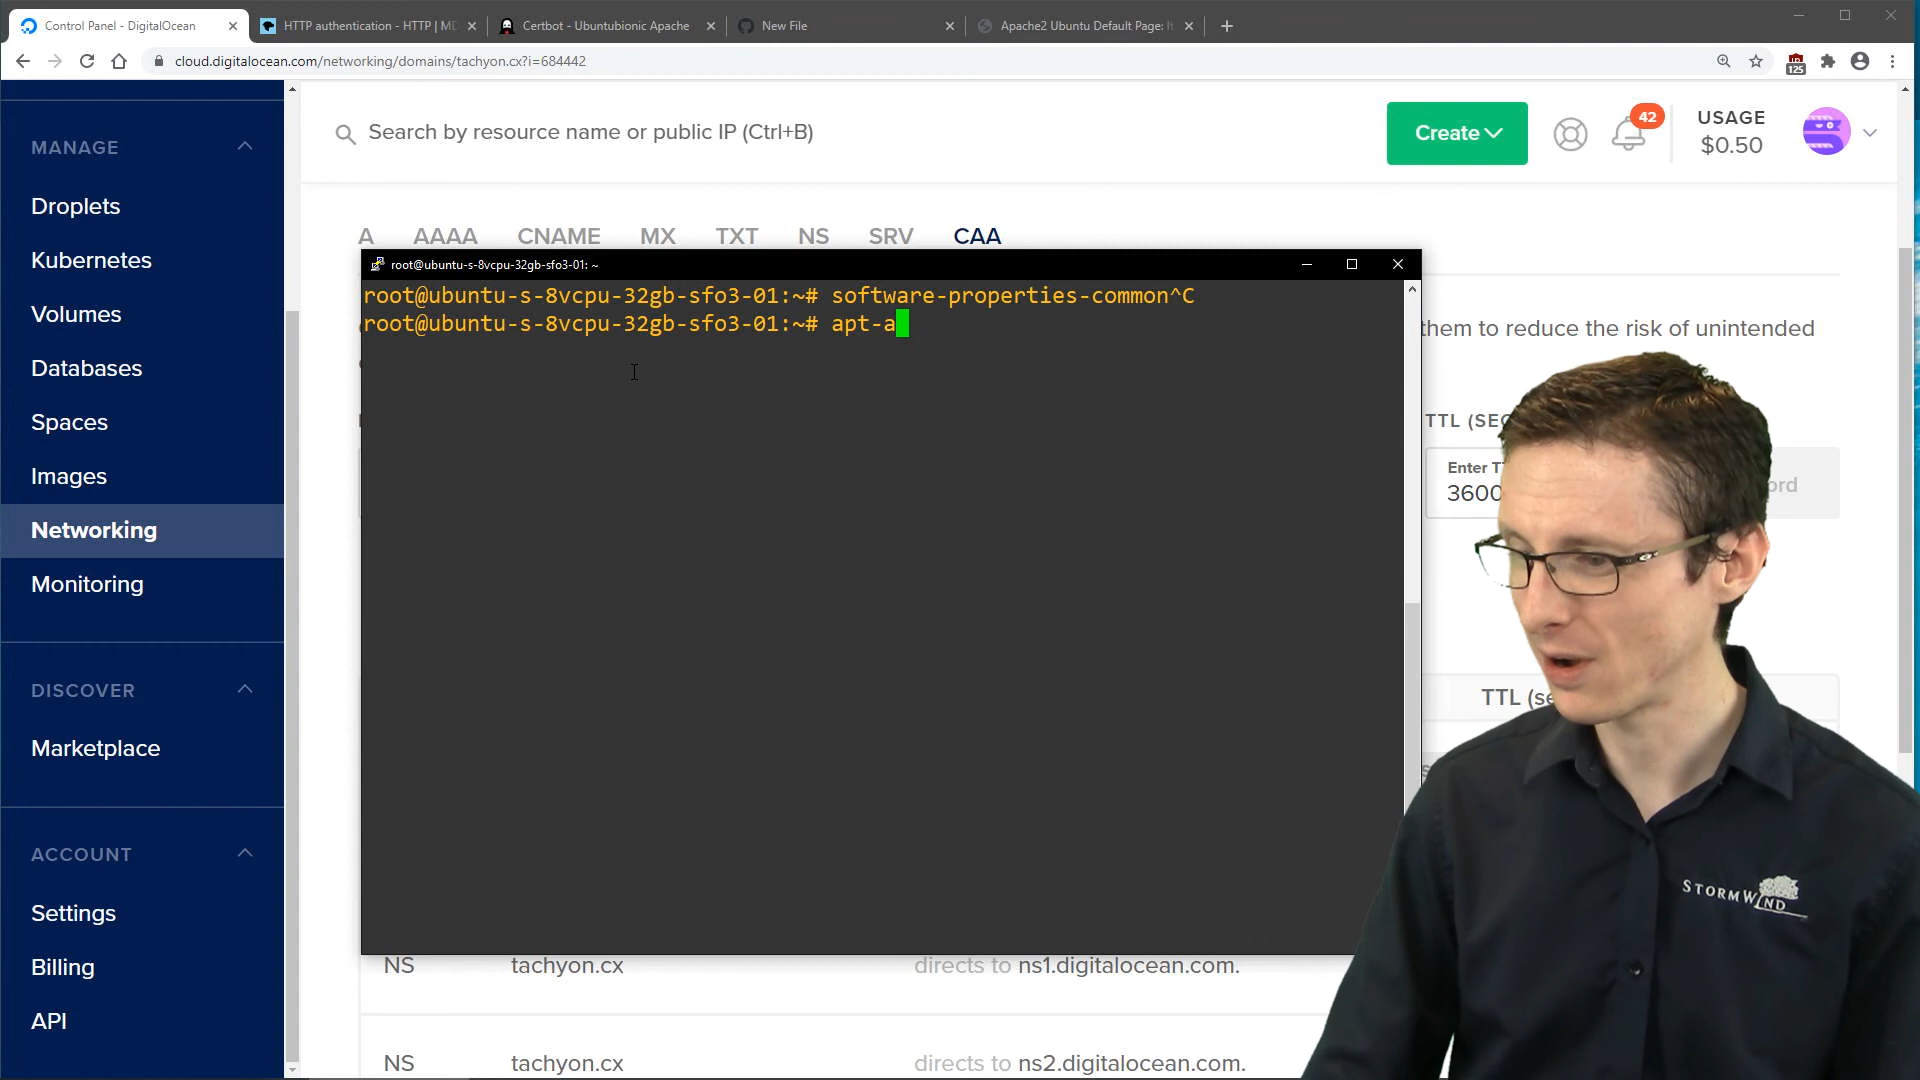 Control Panel - DigitalOcean
HTTP authentication - HTTP | MD
Certbot - Ubuntubionic Apache
New File
Apache2 Ubuntu Default Page: It
cloud.digitalocean.com/networking/domains/tachyon.cx?i=684442
125
MANAGE
Droplets
Kubernetes
Volumes
Databases
Spaces
Images
Networking
Monitoring
DISCOVER
Marketplace
ACCOUNT
Settings
Billing
API
Search by resource name or public IP (Ctrl+B)
Create
42
USAGE
$0.50
A AAAA CNAME MX TXT NS SRV CAA
root@ubuntu-s-8vcpu-32gb-sfo3-01: ~
root@ubuntu-s-8vcpu-32gb-sfo3-01:~# software-properties-common^C
root@ubuntu-s-8vcpu-32gb-sfo3-01:~# apt-a
them to reduce the risk of unintended
TTL (SEC
Enter T
3600
ord
TTL (se
NS tachyon.cx directs to ns1.digitalocean.com.
NS tachyon.cx directs to ns2.digitalocean.com.
STORMWIND